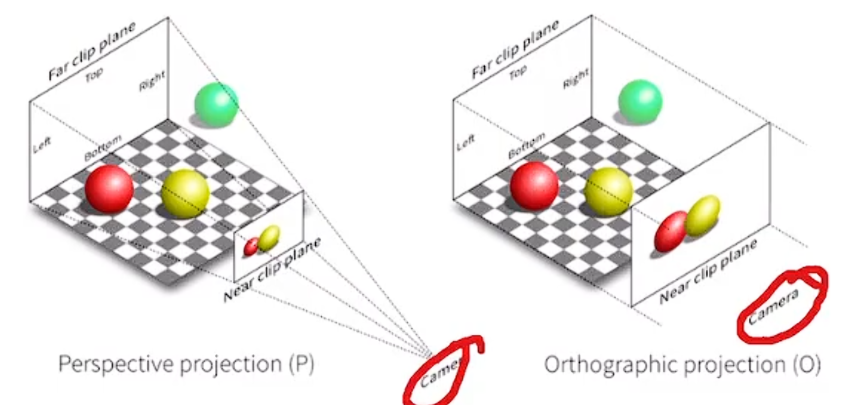 Far clip plane
Top
Right
Left
Bottom
Near clip plane
Perspective projection (P)
Far clip plane
Top
Right
Left
Bottom
Near clip plane
Camera
Orthographic projection (O)